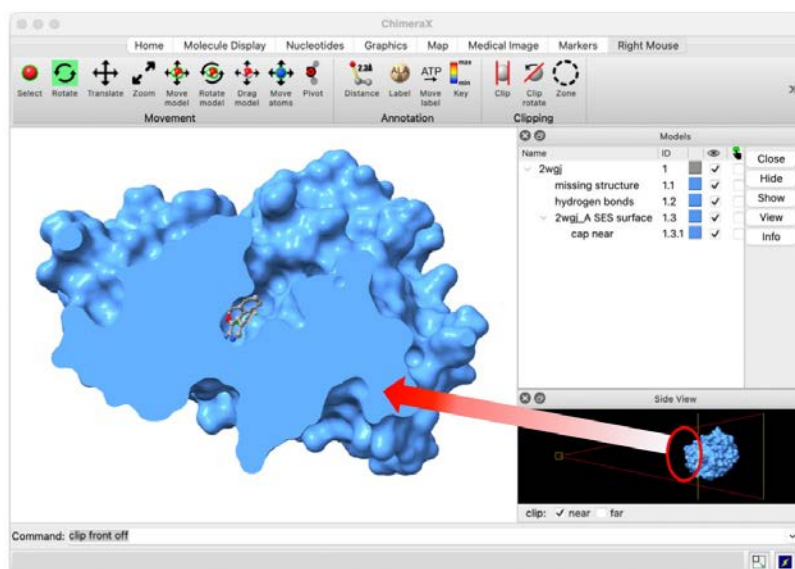 ChimeraX
Home Molecule Display Nucleotides Graphics Map Medical Image Markers Right Mouse
Select Rotate Translate Zoom Move model Rotate model Drag model Move atoms Pivot Distance Label Move label Key Clip Clip rotate Zone
2.3Å ATP max min
Movement Annotation Clipping
Models
Name ID
2wgj 1
missing structure 1.1
hydrogen bonds 1.2
2wgj_A SES surface 1.3
cap near 1.3.1
Close
Hide
Show
View
Info
Side View
clip: near far
Command: clip front off